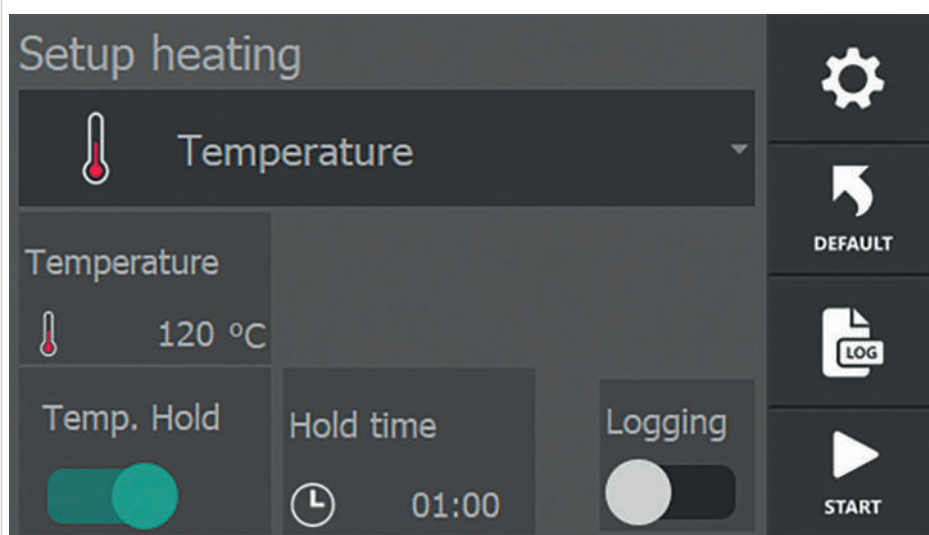 Setup heating
Temperature
DEFAULT
Temperature
120 °C
LOG
Temp. Hold
Hold time
Logging
01:00
START